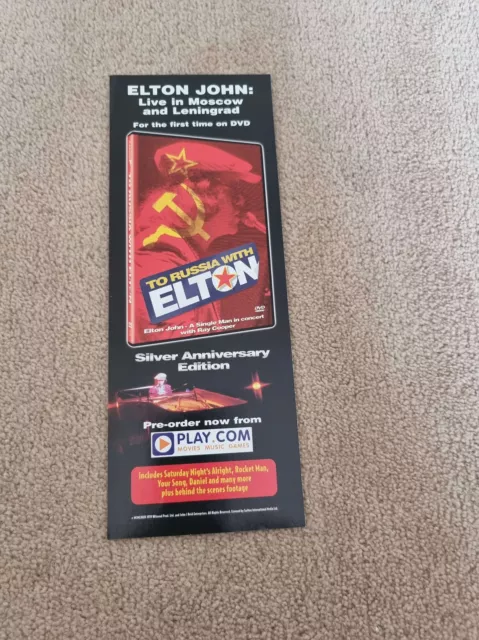 ELTON JOHN:
Live in Moscow
and Leningrad
For the first time on DVD
TO RUSSIA WITH
ELTON
DVD
Elton John - A Single Man in concert
with Ray Cooper
Silver Anniversary
Edition
Pre-order now from
PLAY.COM
MOVIES MUSIC GAMES
Includes Saturday Night's Alright, Rocket Man,
Your Song, Daniel and many more
plus behind the scenes footage